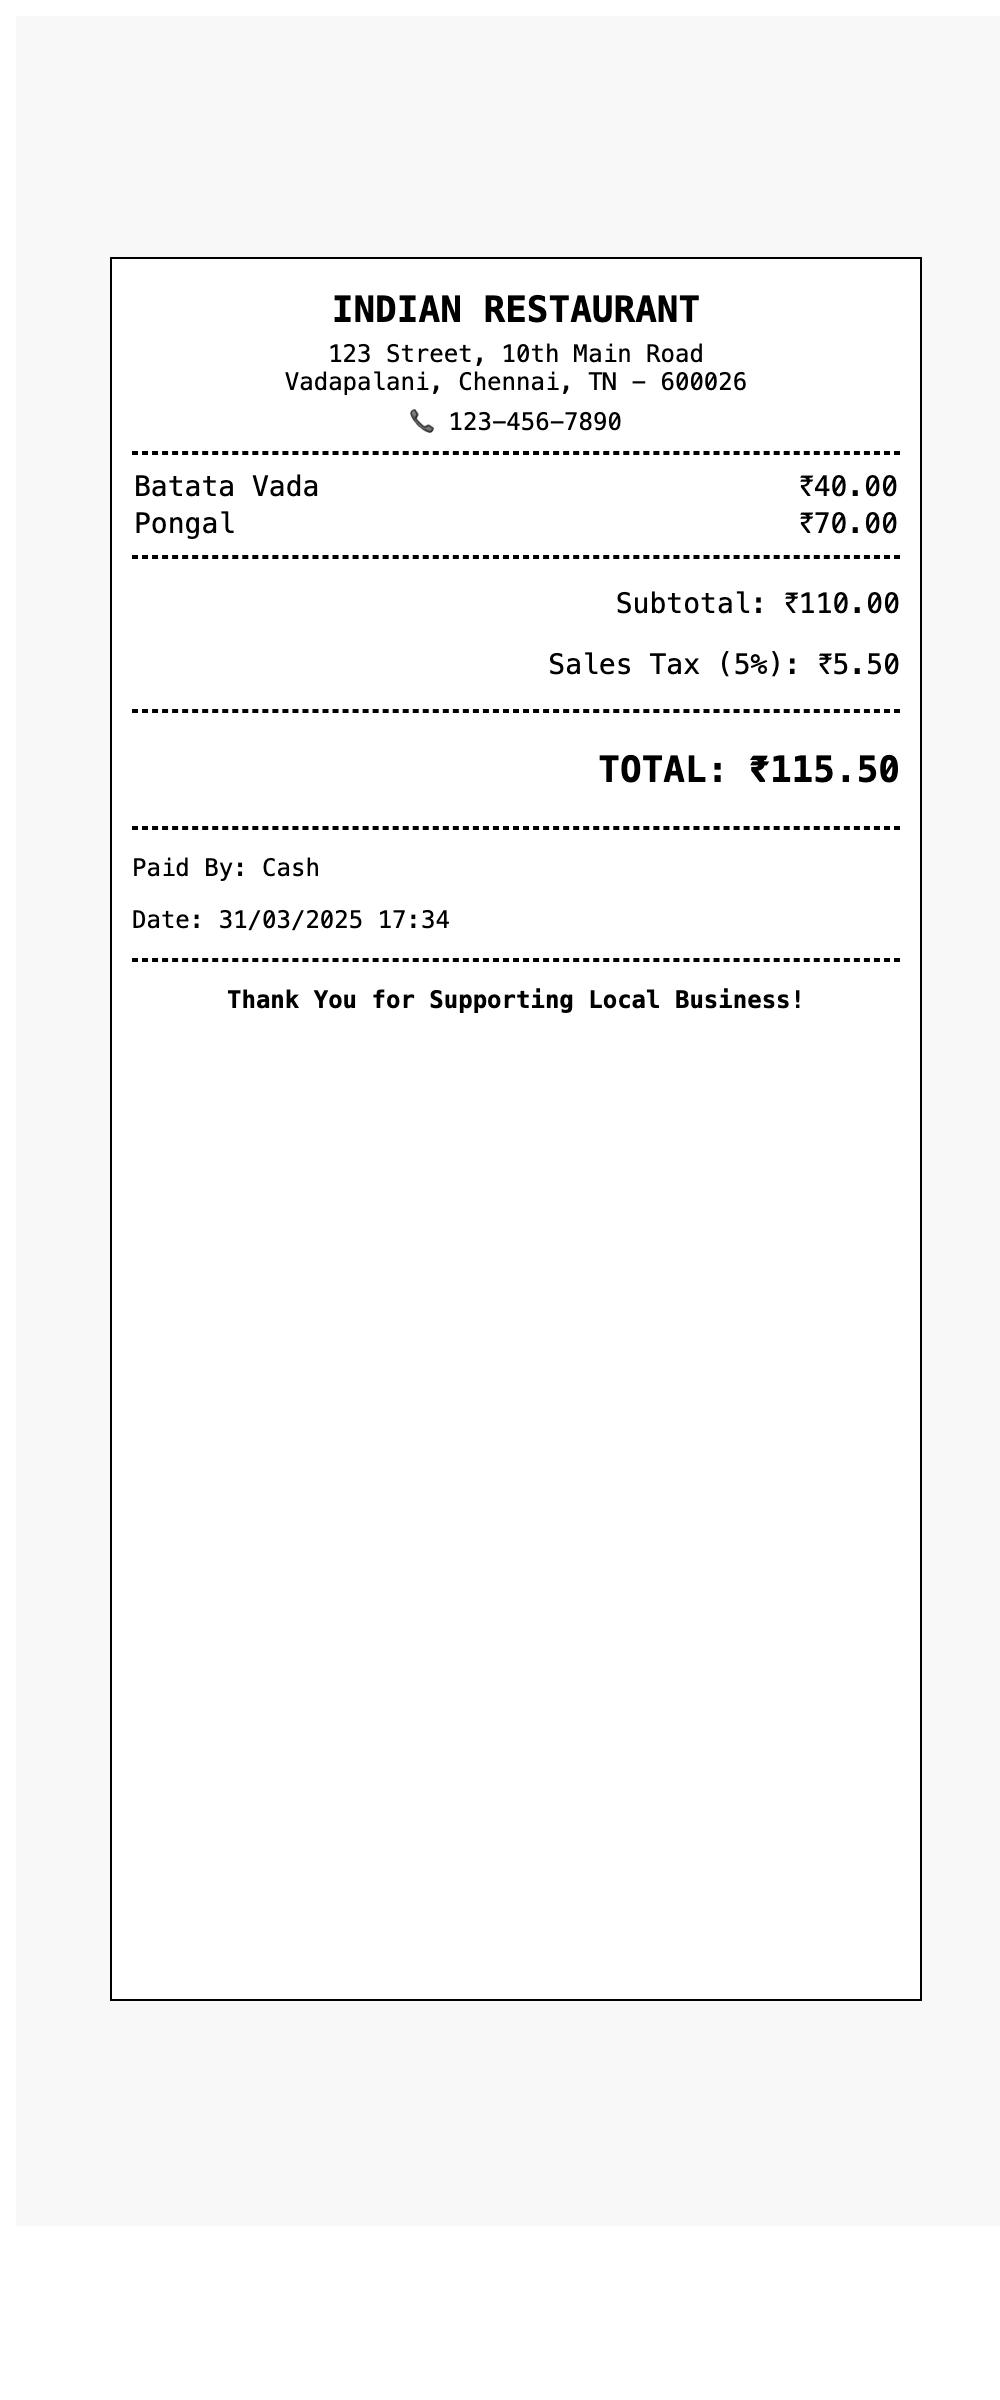 INDIAN RESTAURANT
123 Street, 10th Main Road
Vadapalani, Chennai, TN – 600026
📞 123–456–7890
Batata Vada ₹40.00
Pongal ₹70.00
Subtotal: ₹110.00
Sales Tax (5%): ₹5.50
TOTAL: ₹115.50
Paid By: Cash
Date: 31/03/2025 17:34
Thank You for Supporting Local Business!